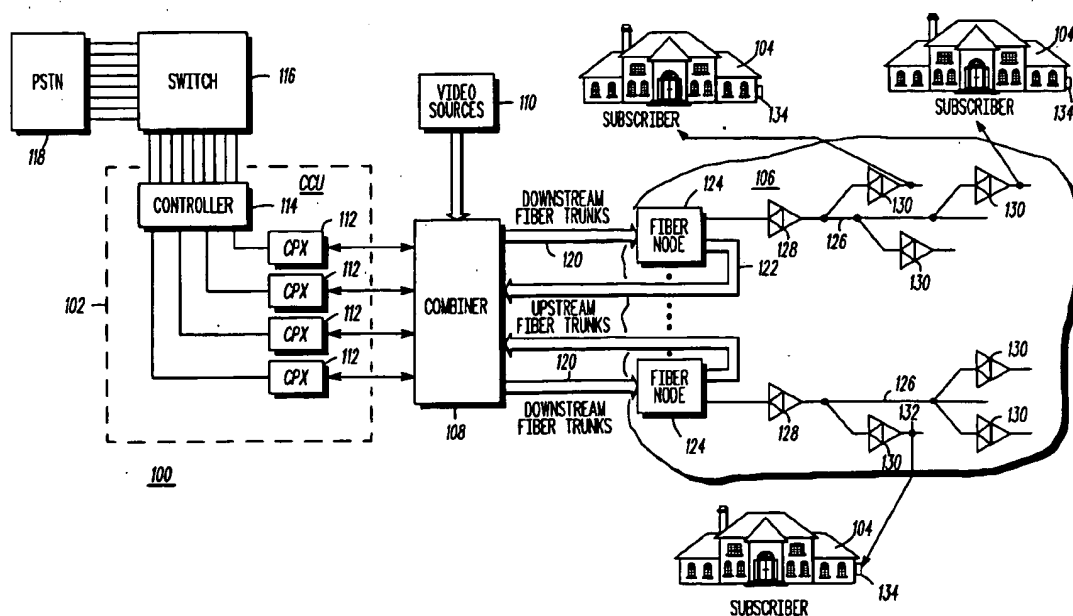 PSTN
118
SWITCH
116
VIDEO
SOURCES
110
104
134
SUBSCRIBER
104
134
SUBSCRIBER
CCU
CONTROLLER
114
102
CPX
112
CPX
112
CPX
112
CPX
112
COMBINER
108
DOWNSTREAM
FIBER TRUNKS
120
124
FIBER
NODE
122
UPSTREAM
FIBER TRUNKS
120
DOWNSTREAM
FIBER TRUNKS
FIBER
NODE
124
106
128
126
130
130
130
128
126
132
130
130
130
100
104
134
SUBSCRIBER